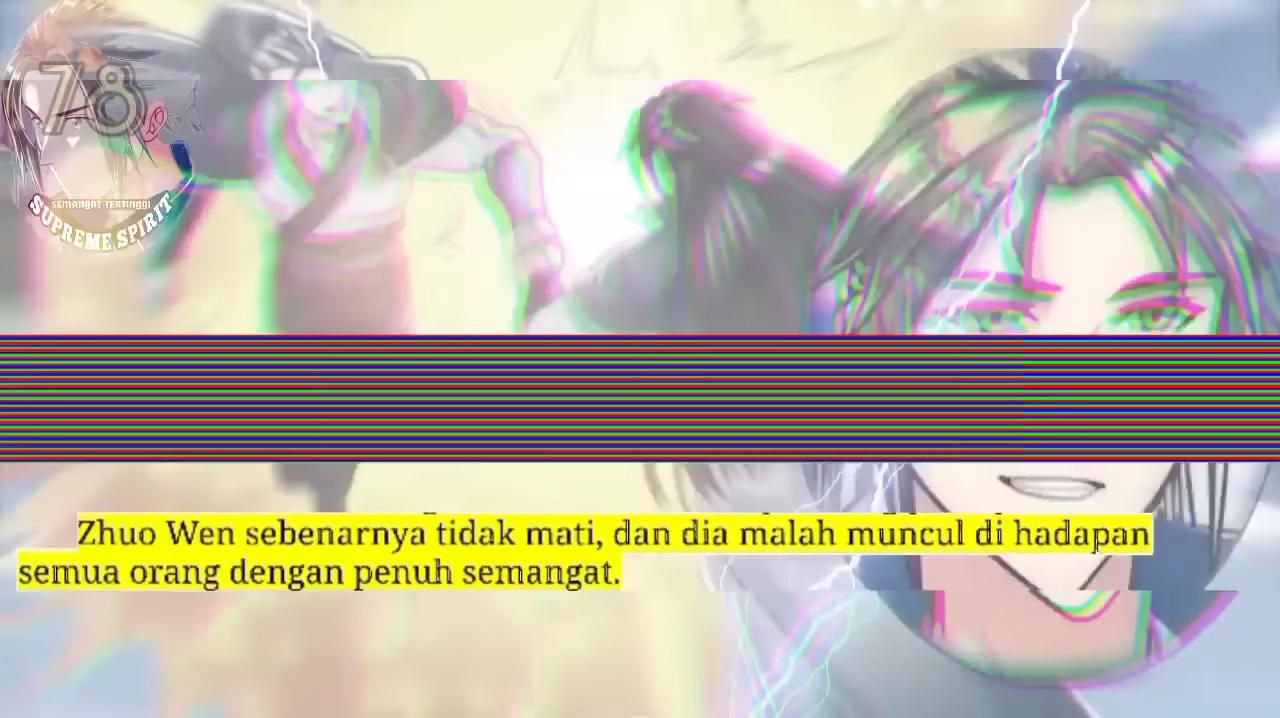 78
SEMANGAT TERTINGGI
SUPREME SPIRIT
Zhuo Wen sebenarnya tidak mati, dan dia malah muncul di hadapan
semua orang dengan penuh semangat.